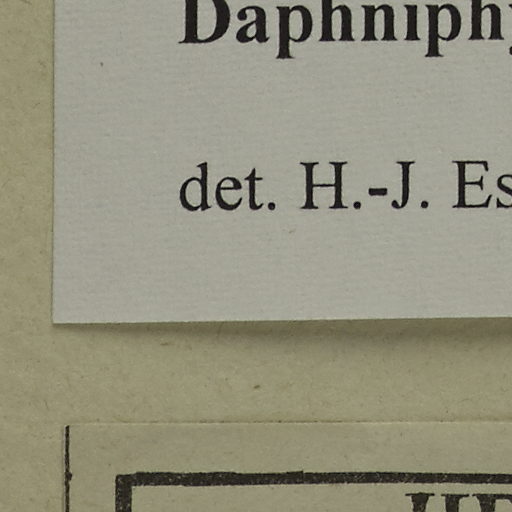 Daphniphy
det. H.-J. Es